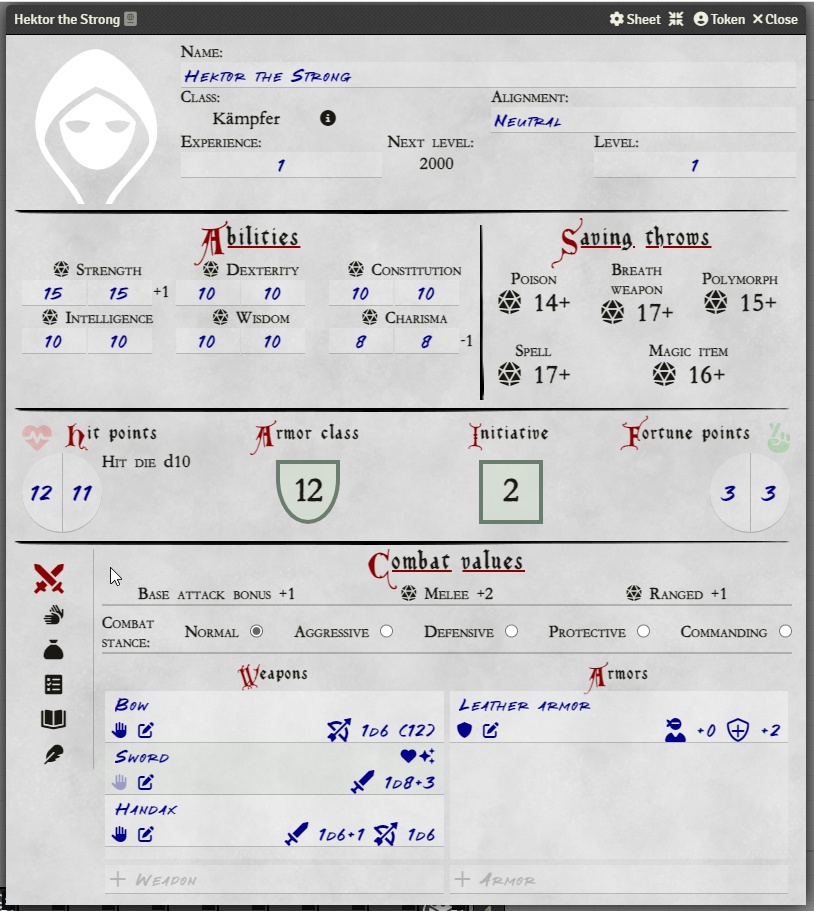 Hektor the Strong Sheet Token Close
Name:
Hektor the Strong
Class: Alignment:
Kämpfer Neutral
Experience: Next level: Level:
1 2000 1
Abilities Saving throws
Strength Dexterity Constitution
15 15 +1 10 10 10 10
Intelligence Wisdom Charisma
10 10 10 10 8 8 -1
Poison Breath weapon Polymorph
14+ 17+ 15+
Spell Magic item
17+ 16+
Hit points Armor class Initiative Fortune points
Hit die d10
12 11 12 2 3 3
Combat values
Base attack bonus +1 Melee +2 Ranged +1
Combat stance: Normal Aggressive Defensive Protective Commanding
Weapons Armors
Bow Leather armor
1d6 (12) +0 +2
Sword
1d8+3
Handax
1d6+1 1d6
+ Weapon + Armor